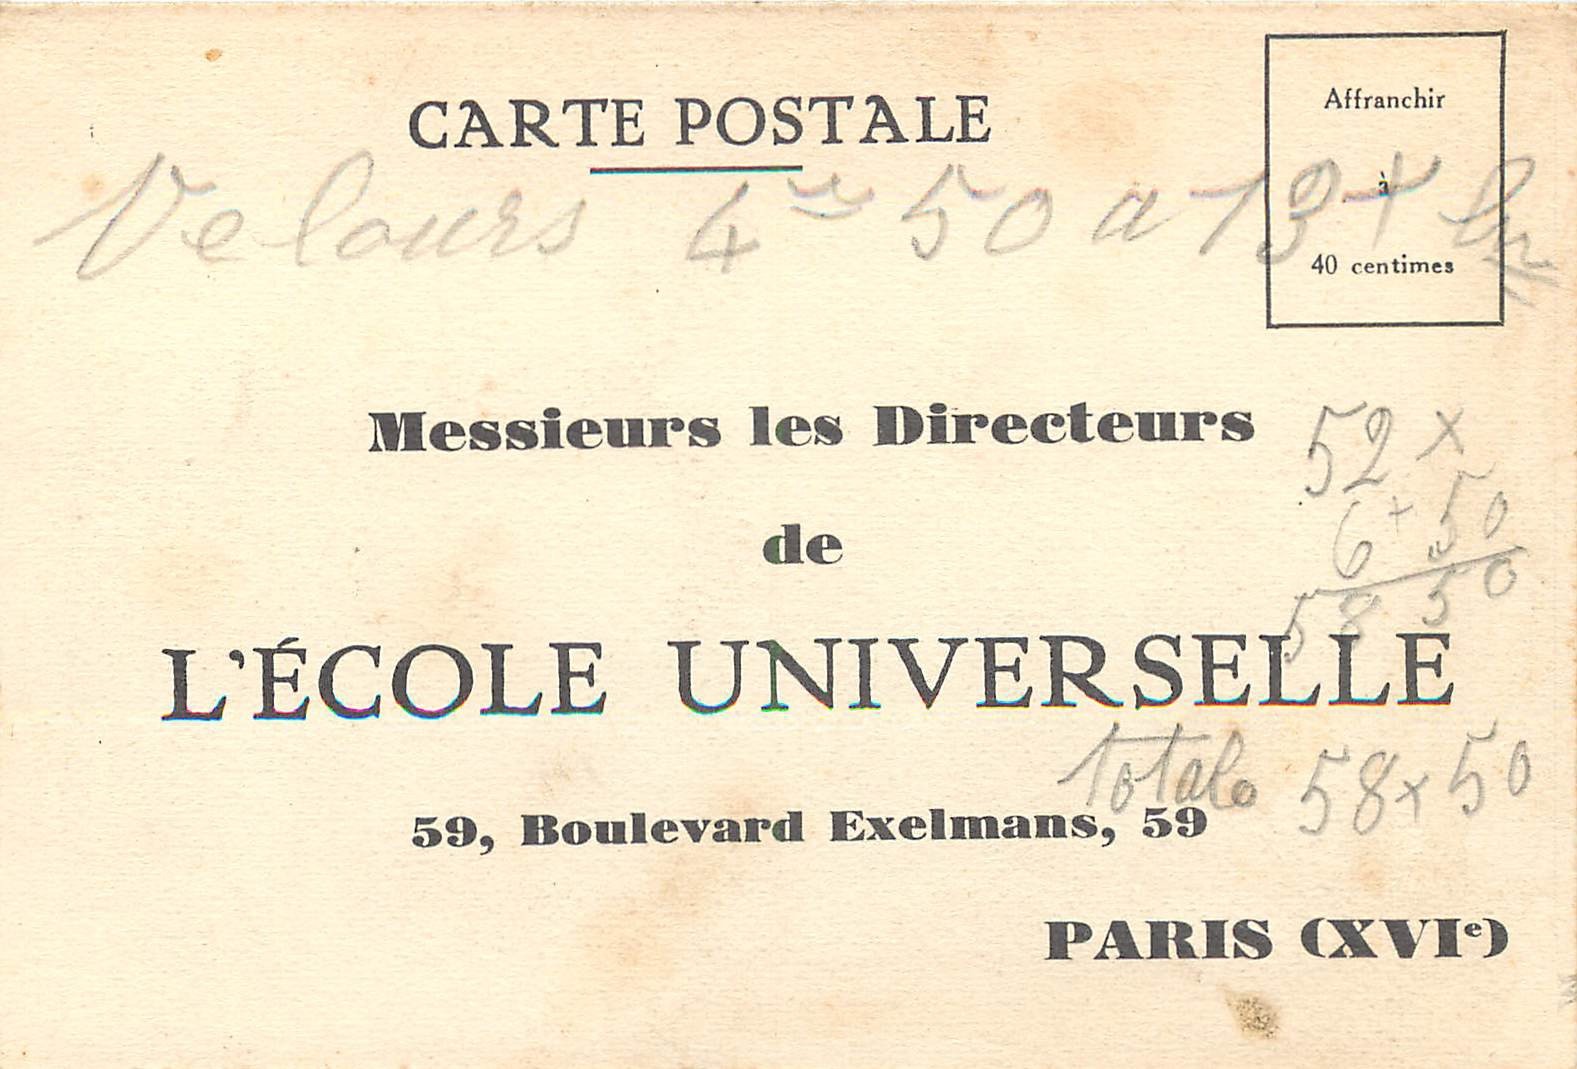 CARTE POSTALE
Affranchir
à
40 centimes
Velours 4 50 a 13 +
Messieurs les Directeurs
de
L'ÉCOLE UNIVERSELLE
59, Boulevard Exelmans, 59
PARIS (XVIe)
52 x
6 + 50
58 50
total 58 x 50